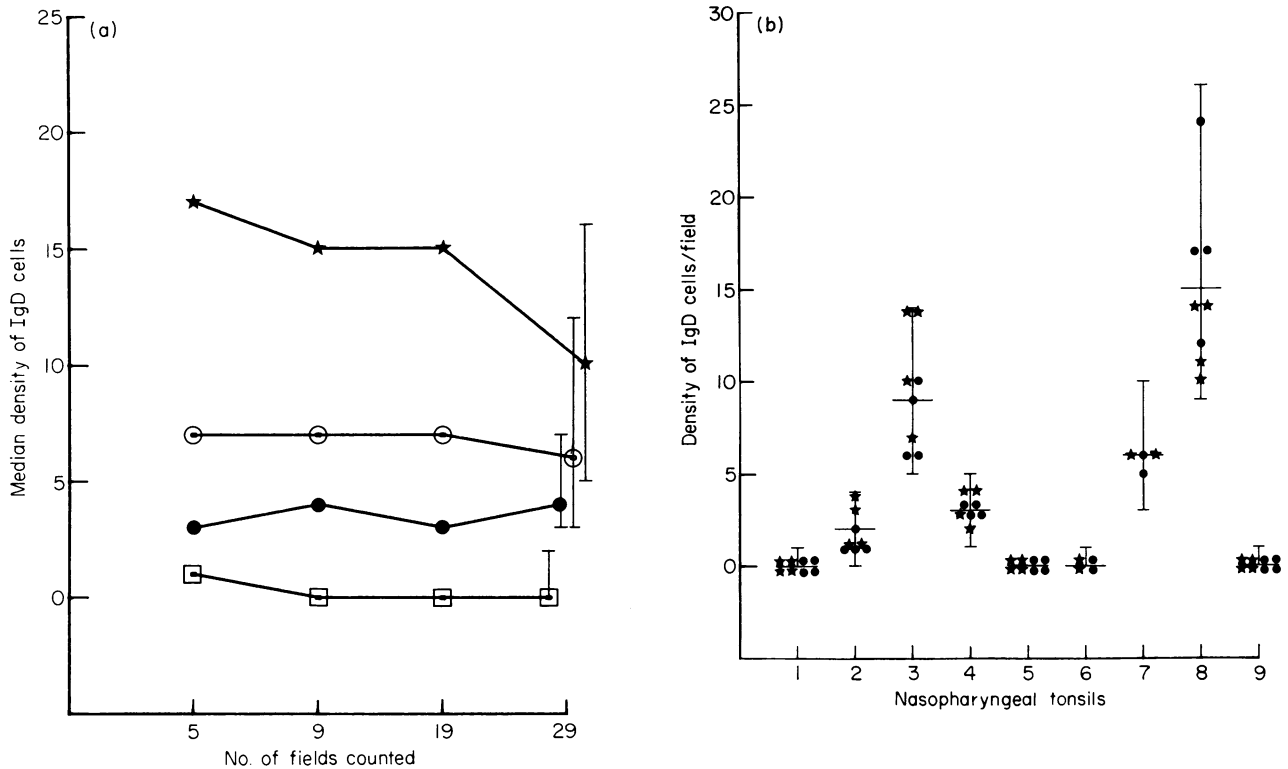 (a)
Median density of IgD cells
25
20
15
10
5
0
5 9 19 29
No. of fields counted
(b)
Density of IgD cells/field
30
25
20
15
10
5
0
1 2 3 4 5 6 7 8 9
Nasopharyngeal tonsils